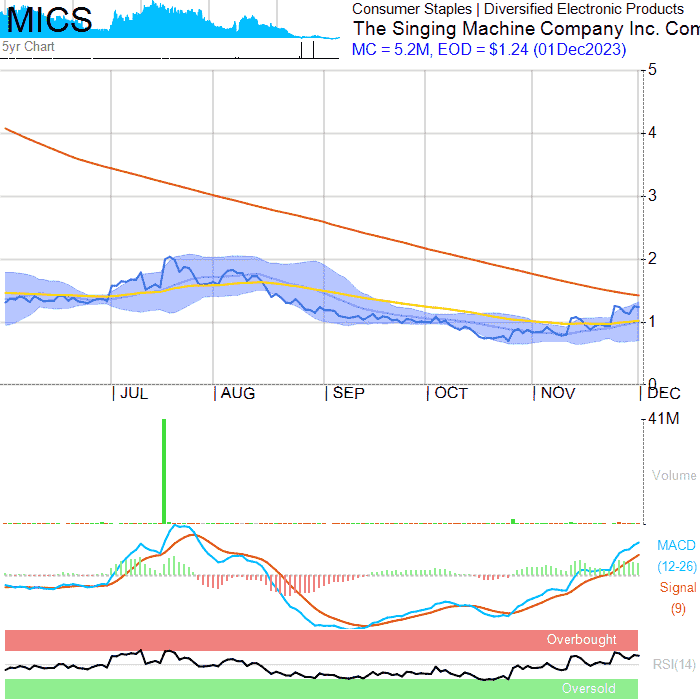 MICS
5yr Chart
Consumer Staples | Diversified Electronic Products
The Singing Machine Company Inc. Com
MC = 5.2M, EOD = $1.24 (01Dec2023)
5
4
3
2
1
0
JUL AUG SEP OCT NOV DEC
41M
Volume
MACD
(12-26)
Signal
(9)
Overbought
RSI(14)
Oversold